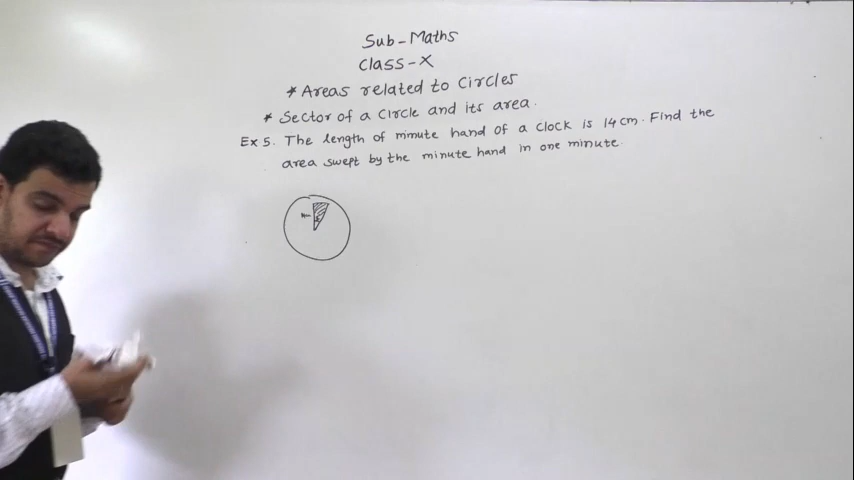 Sub-Maths
Class-X
* Areas related to Circles
* Sector of a Circle and its area.
Ex 5. The length of minute hand of a clock is 14 cm. Find the
area swept by the minute hand in one minute.